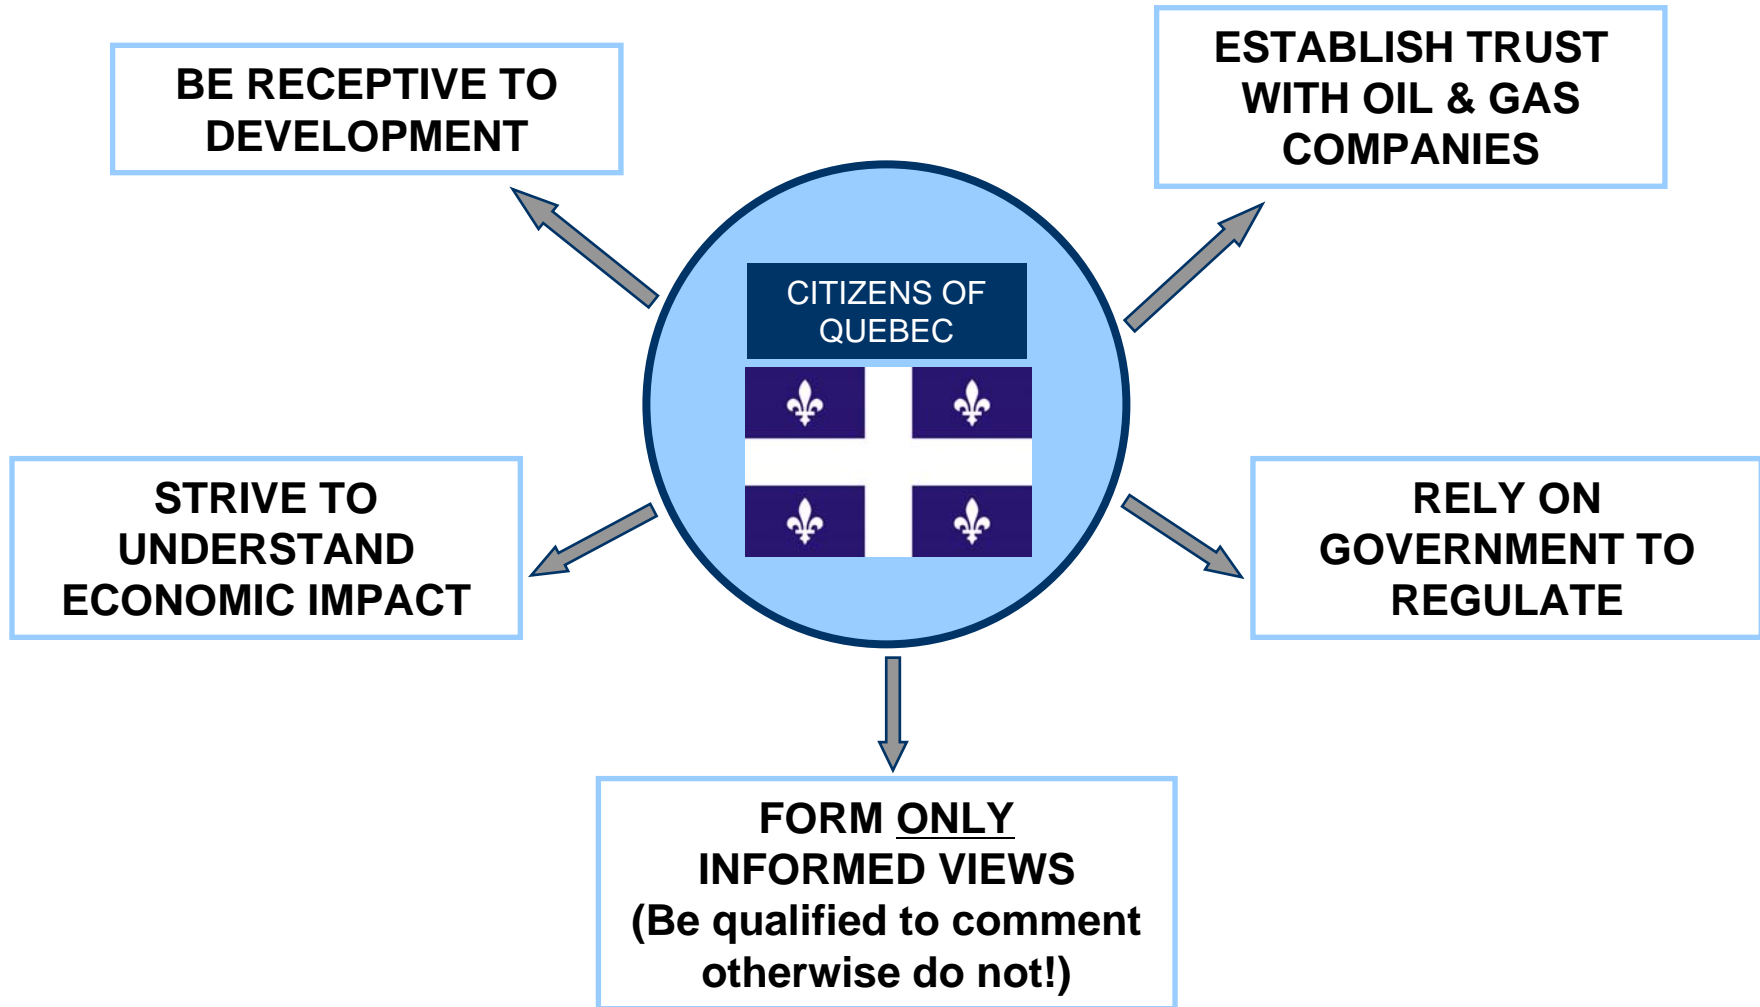 BE RECEPTIVE TO
DEVELOPMENT
ESTABLISH TRUST
WITH OIL & GAS
COMPANIES
CITIZENS OF
QUEBEC
STRIVE TO
UNDERSTAND
ECONOMIC IMPACT
RELY ON
GOVERNMENT TO
REGULATE
FORM ONLY
INFORMED VIEWS
(Be qualified to comment
otherwise do not!)